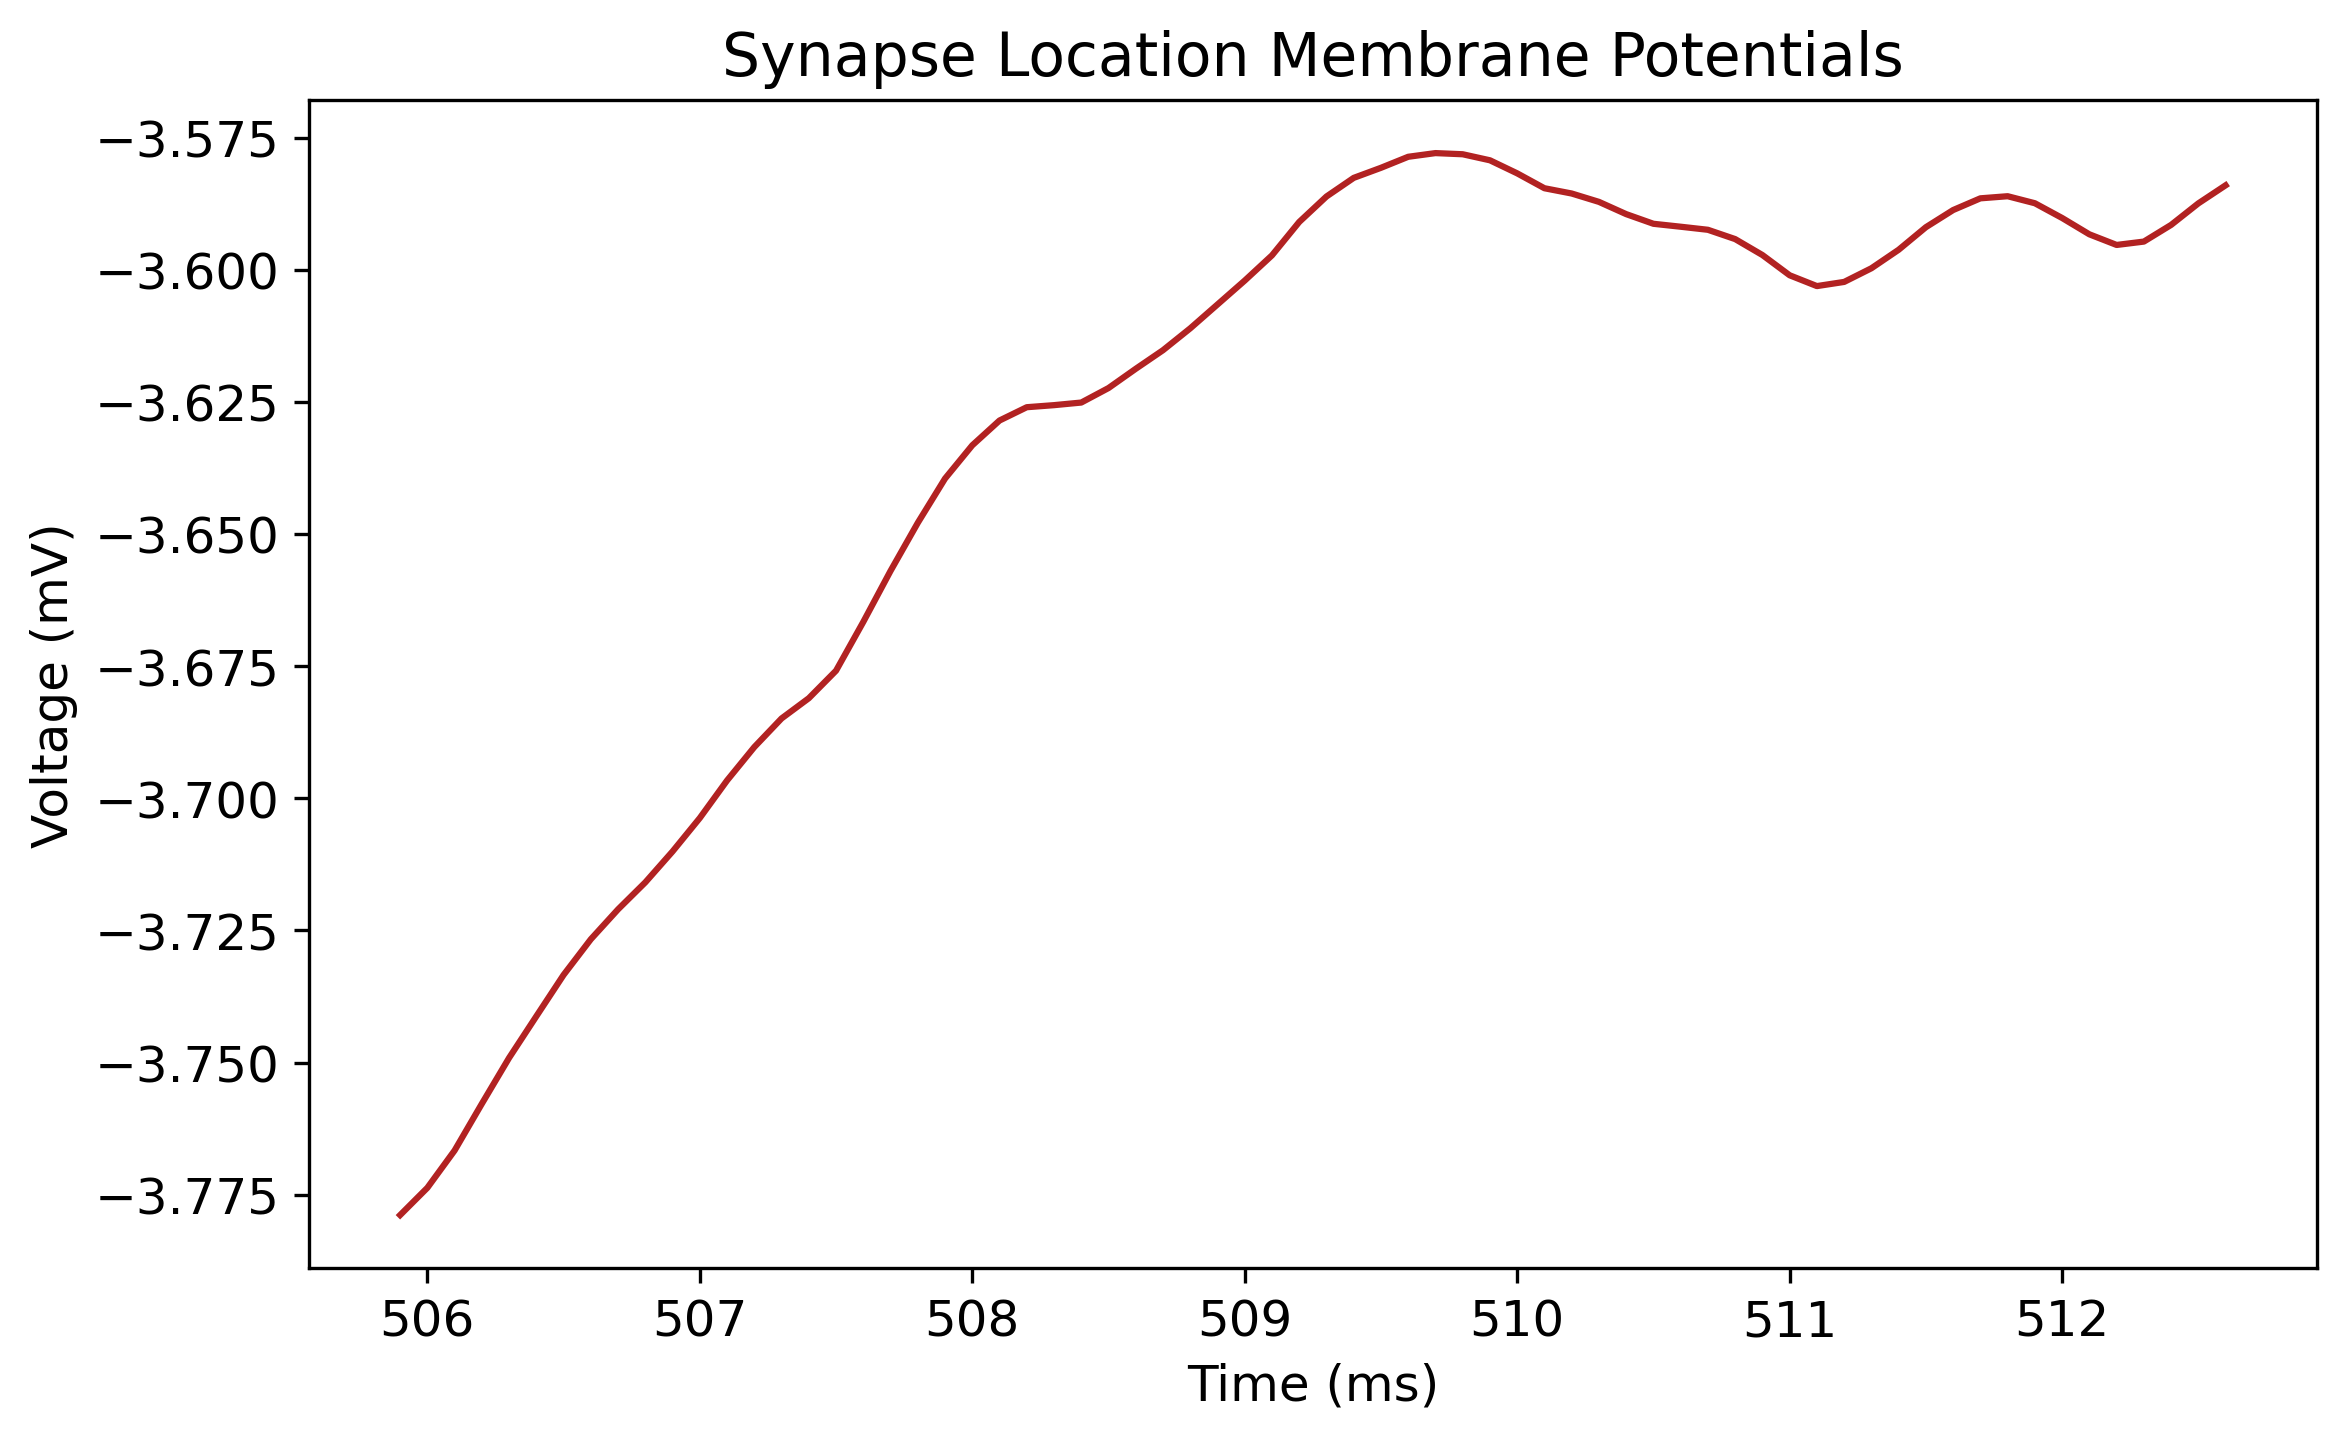 Synapse Location Membrane Potentials
Voltage (mV)
−3.575
−3.600
−3.625
−3.650
−3.675
−3.700
−3.725
−3.750
−3.775
506 507 508 509 510 511 512
Time (ms)